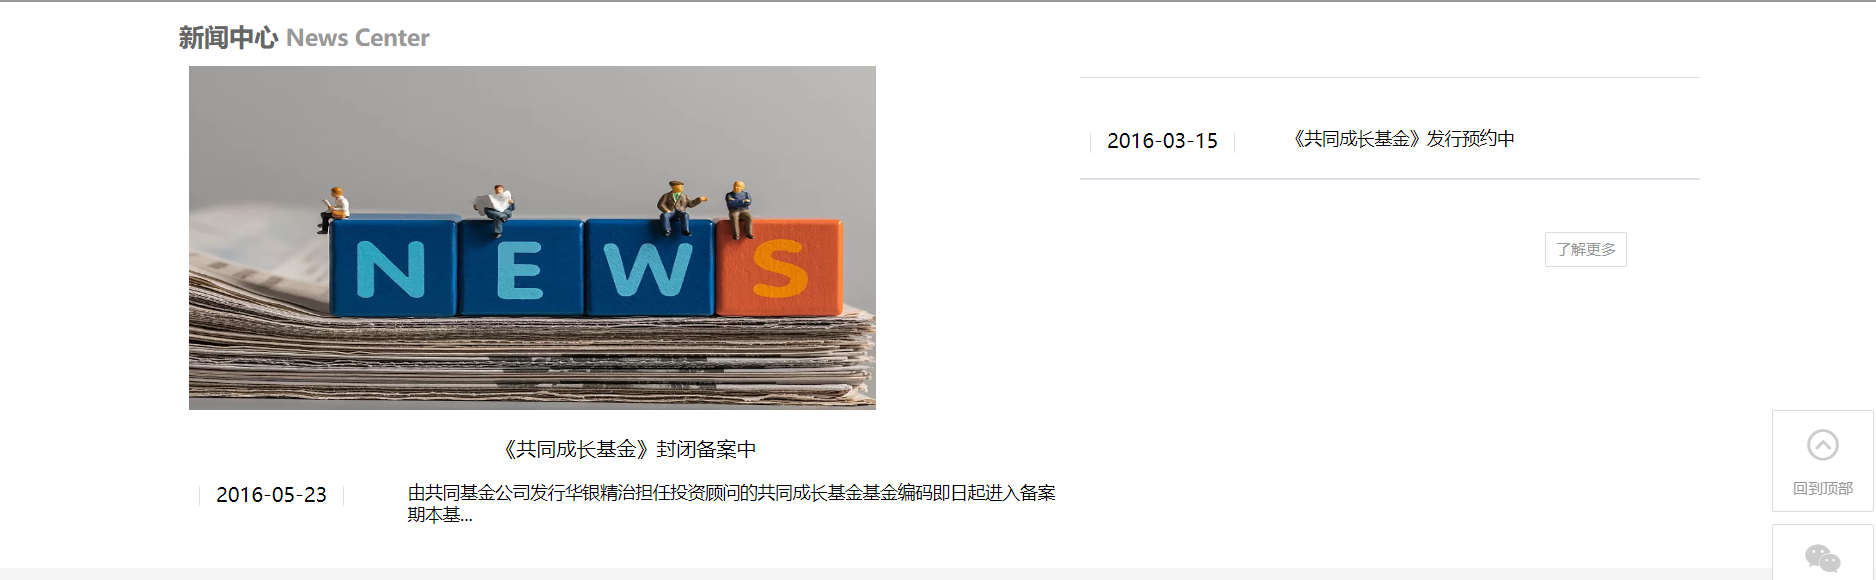 新闻中心 News Center
NEWS
《共同成长基金》封闭备案中
2016-05-23
由共同基金公司发行华银精治担任投资顾问的共同成长基金基金编码即日起进入备案
期本基...
2016-03-15
《共同成长基金》发行预约中
了解更多
回到顶部